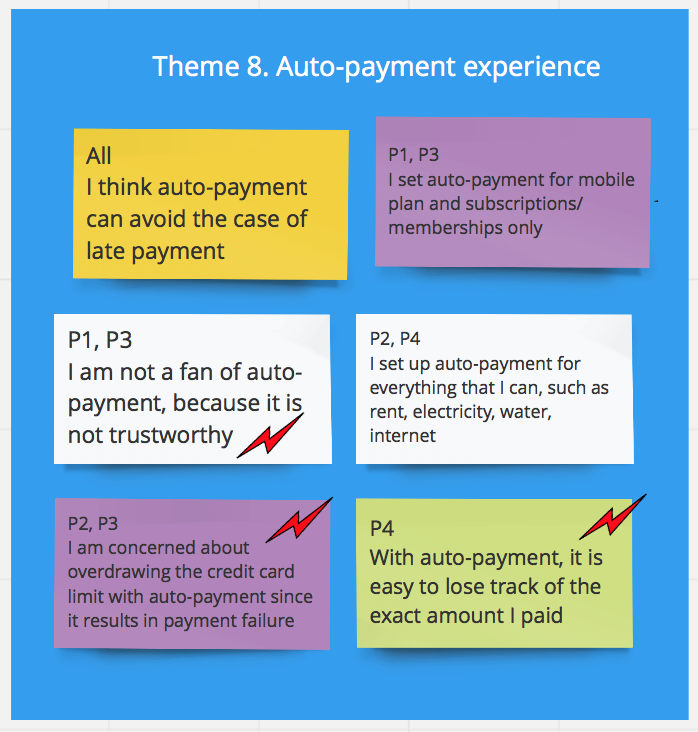 Theme 8. Auto-payment experience
All
I think auto-payment
can avoid the case of
late payment
P1, P3
I set auto-payment for mobile
plan and subscriptions/
memberships only
P1, P3
I am not a fan of auto-
payment, because it is
not trustworthy
P2, P4
I set up auto-payment for
everything that I can, such as
rent, electricity, water,
internet
P2, P3
I am concerned about
overdrawing the credit card
limit with auto-payment since
it results in payment failure
P4
With auto-payment, it is
easy to lose track of the
exact amount I paid